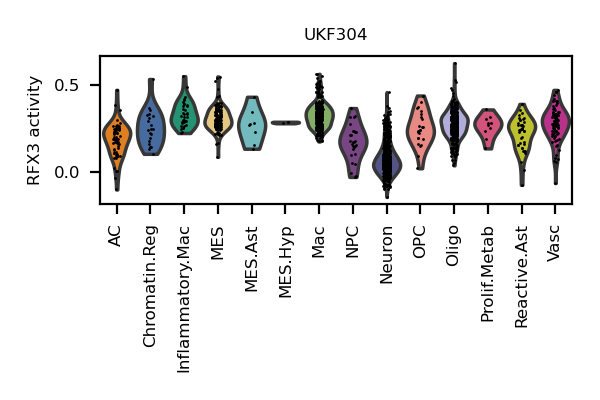 UKF304
RFX3 activity
0.5
0.0
AC
Chromatin.Reg
Inflammatory.Mac
MES
MES.Ast
MES.Hyp
Mac
NPC
Neuron
OPC
Oligo
Prolif.Metab
Reactive.Ast
Vasc